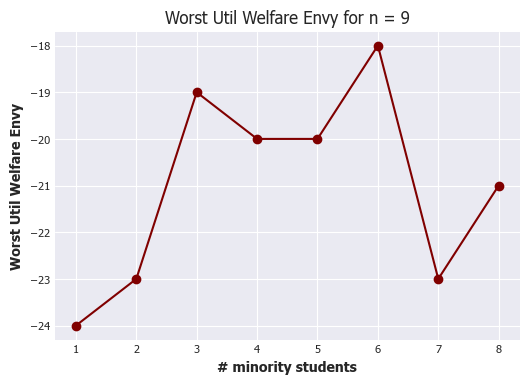 Worst Util Welfare Envy for n = 9
Worst Util Welfare Envy
−18
−19
−20
−21
−22
−23
−24
1 2 3 4 5 6 7 8
# minority students